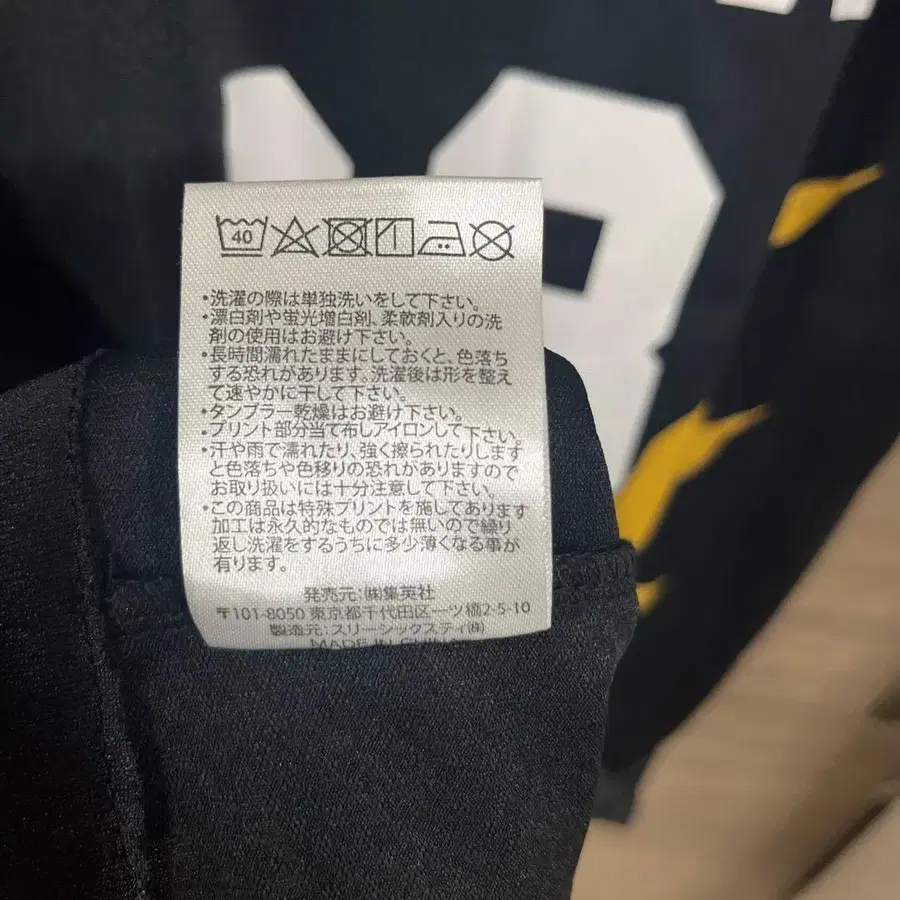 40
・洗濯の際は単独洗いをして下さい。
・漂白剤や蛍光増白剤、柔軟剤入りの洗
剤の使用はお避け下さい。
・長時間濡れたままにしておくと、色落ち
する恐れがあります。洗濯後は形を整え
て速やかに干して下さい。
・タンブラー乾燥はお避け下さい。
・プリント部分当て布しアイロンして下さい。
・汗や雨で濡れたり、強く擦られたりします
と色落ちや色移りの恐れがありますので
お取り扱いには十分注意して下さい。
・この商品は特殊プリントを施してあります
加工は永久的なものでは無いので繰り
返し洗濯をするうちに多少薄くなる事が
有ります。
発売元:㈱集英社
〒101-8050 東京都千代田区一ツ橋2-5-10
製造元:スリーシックスティ㈱
MADE IN